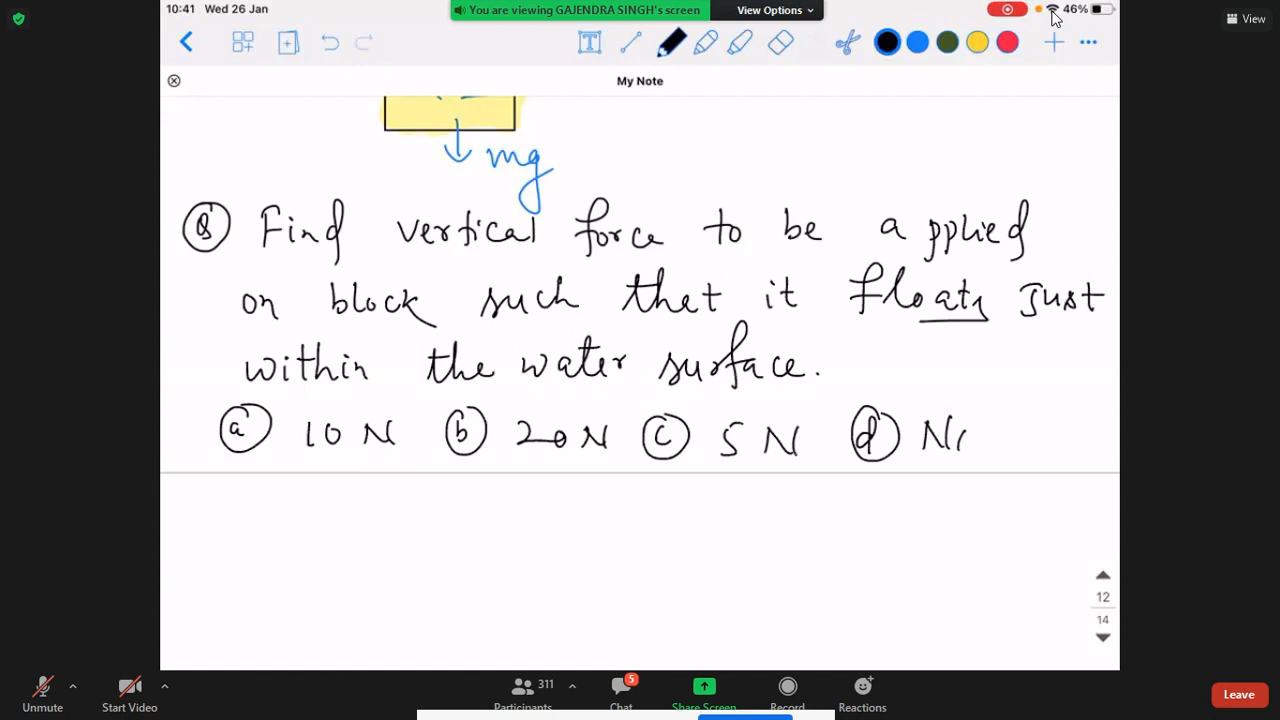 10:41 Wed 26 Jan
You are viewing GAJENDRA SINGH's screen
View Options
46%
View
My Note
mg
Q Find vertical force to be applied
on block such that it floats just
within the water surface.
a 10 N b 20 N c 5 N d N
12
14
Unmute
Start Video
311
Participants
5
Chat
Share Screen
Record
Reactions
Leave